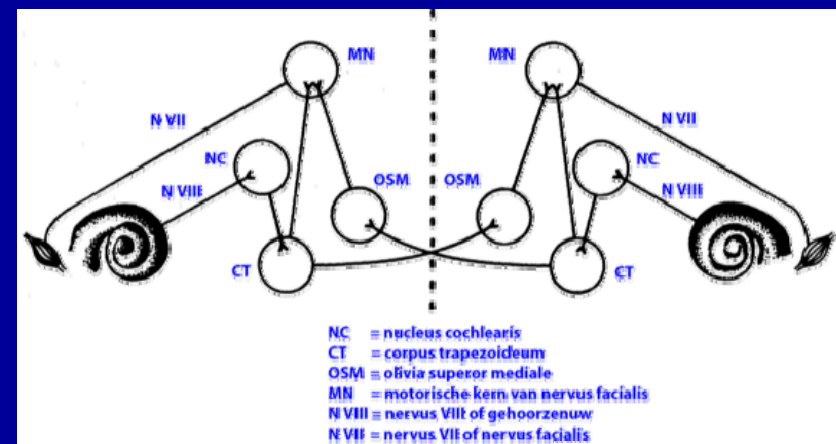 MN MN
N VII N VII
NC NC
N VIII OSM OSM N VIII
CT CT
NC = nucleus cochlearis
CT = corpus trapezoideum
OSM = olivia superor mediale
MN = motorische kern van nervus facialis
N VIII = nervus VIII of gehoorzenuw
N VII = nervus VII of nervus facialis